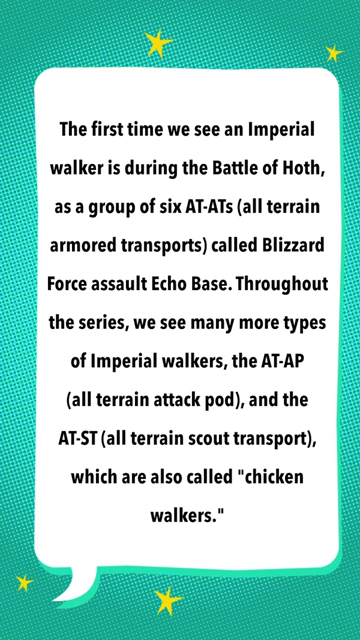 The first time we see an Imperial
walker is during the Battle of Hoth,
as a group of six AT-ATs (all terrain
armored transports) called Blizzard
Force assault Echo Base. Throughout
the series, we see many more types
of Imperial walkers, the AT-AP
(all terrain attack pod), and the
AT-ST (all terrain scout transport),
which are also called "chicken
walkers."